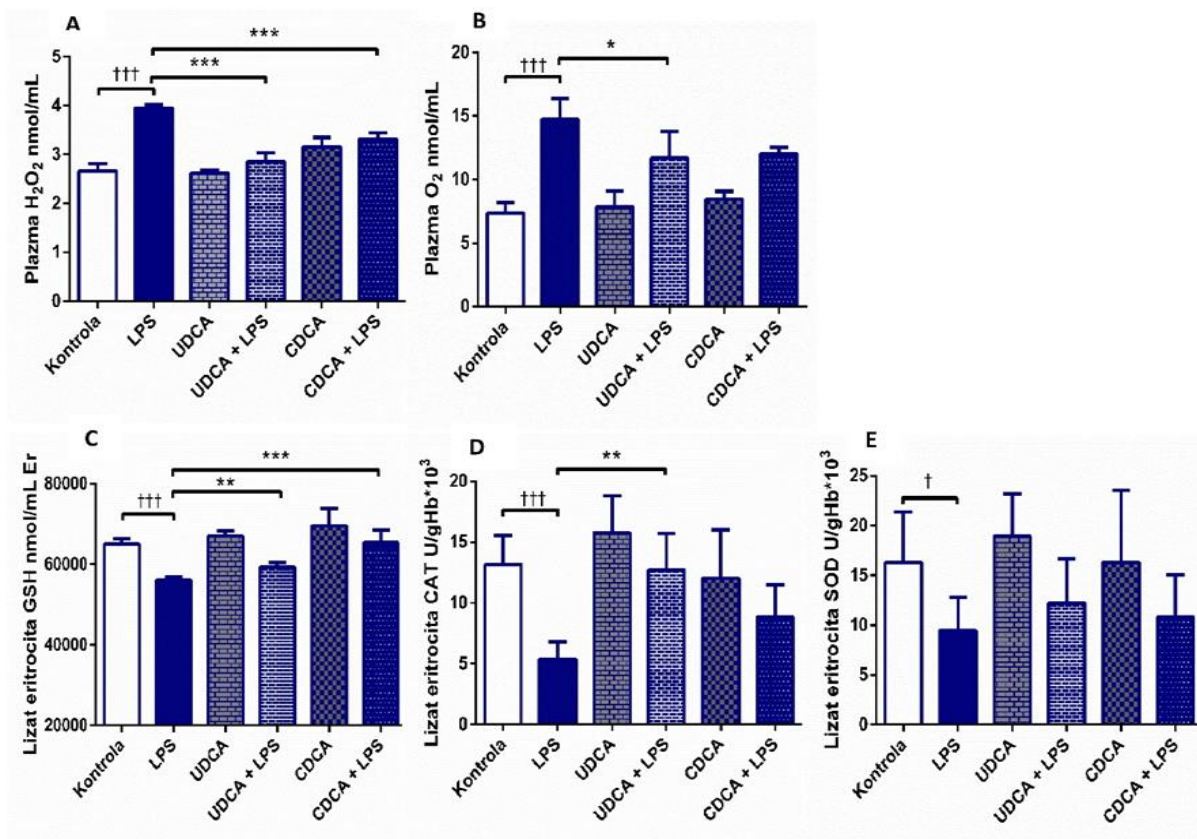 A
***
***
†††
Plazma H₂O₂ nmol/mL
5
4
3
2
1
0
Kontrola
LPS
UDCA
UDCA + LPS
CDCA
CDCA + LPS
B
*
†††
Plazma O₂ nmol/mL
20
15
10
5
0
Kontrola
LPS
UDCA
UDCA + LPS
CDCA
CDCA + LPS
C
***
**
†††
Lizat eritrocita GSH nmol/mL Er
80000
60000
40000
20000
Kontrola
LPS
UDCA
UDCA + LPS
CDCA
CDCA + LPS
D
**
†††
Lizat eritrocita CAT U/gHb*10³
20
15
10
5
0
Kontrola
LPS
UDCA
UDCA + LPS
CDCA
CDCA + LPS
E
†
Lizat eritrocita SOD U/gHb*10³
25
20
15
10
5
0
Kontrola
LPS
UDCA
UDCA + LPS
CDCA
CDCA + LPS